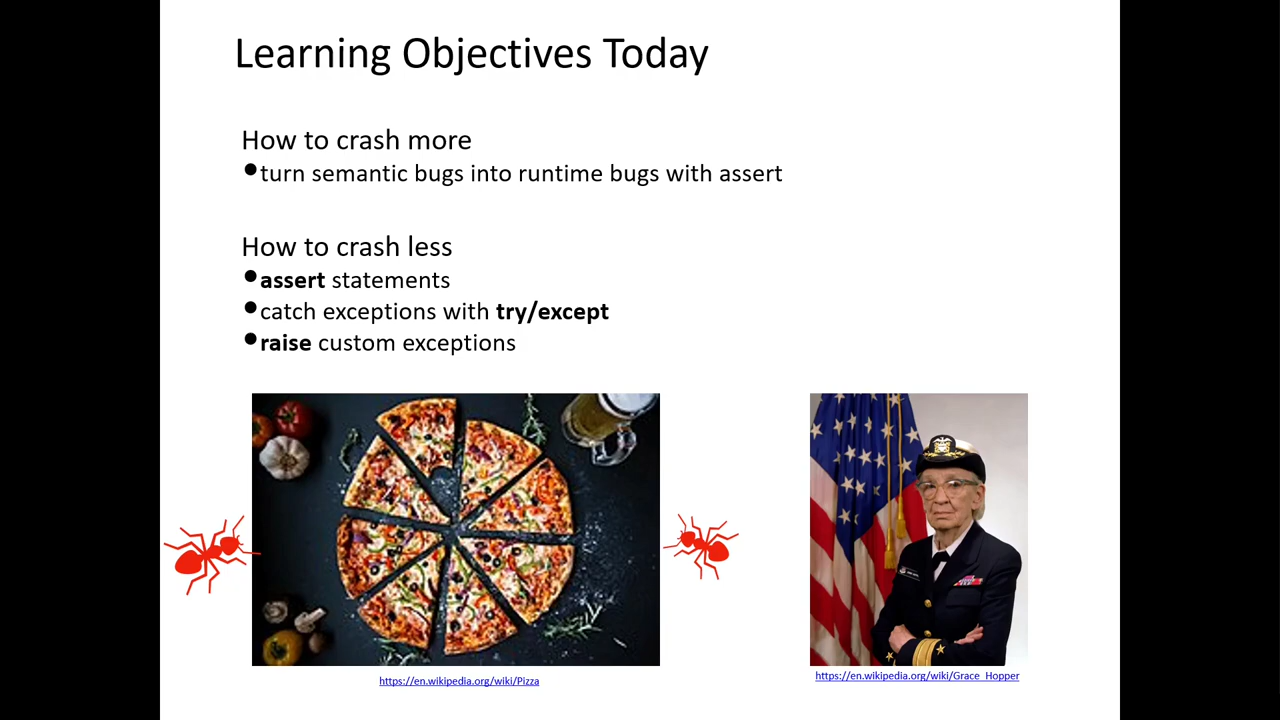 Learning Objectives Today
How to crash more
●turn semantic bugs into runtime bugs with assert
How to crash less
●assert statements
●catch exceptions with try/except
●raise custom exceptions
https://en.wikipedia.org/wiki/Pizza
https://en.wikipedia.org/wiki/Grace_Hopper